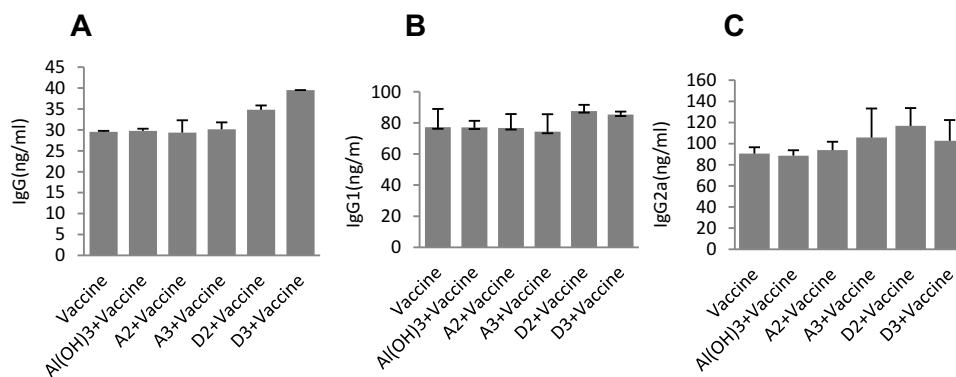 A
IgG(ng/ml)
45
40
35
30
25
20
15
10
5
0
Vaccine
Al(OH)3+Vaccine
A2+Vaccine
A3+Vaccine
D2+Vaccine
D3+Vaccine
B
IgG1(ng/m)
100
80
60
40
20
0
Vaccine
Al(OH)3+Vaccine
A2+Vaccine
A3+Vaccine
D2+Vaccine
D3+Vaccine
C
IgG2a(ng/ml)
160
140
120
100
80
60
40
20
0
Vaccine
Al(OH)3+Vaccine
A2+Vaccine
A3+Vaccine
D2+Vaccine
D3+Vaccine